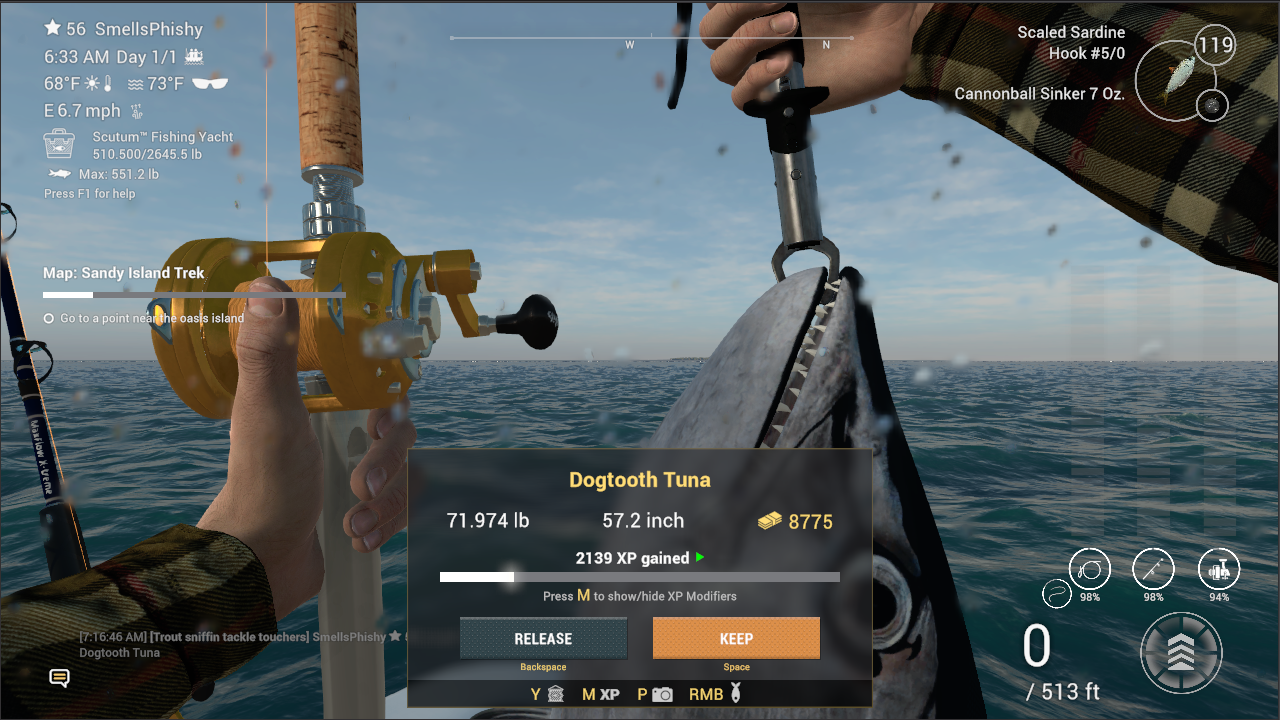 56 SmellsPhishy
6:33 AM Day 1/1
68°F 73°F
E 6.7 mph
Scutum™ Fishing Yacht
510.500/2645.5 lb
Max: 551.2 lb
Press F1 for help
W N
Scaled Sardine
Hook #5/0
119
Cannonball Sinker 7 Oz.
Map: Sandy Island Trek
Go to a point near the oasis island
Maxflow X-treme
Dogtooth Tuna
71.974 lb 57.2 inch 8775
2139 XP gained
Press M to show/hide XP Modifiers
RELEASE KEEP
Backspace Space
Y M XP P RMB
[7:16:46 AM] [Trout sniffin tackle touchers] SmellsPhishy
Dogtooth Tuna
98% 98% 94%
0
/ 513 ft